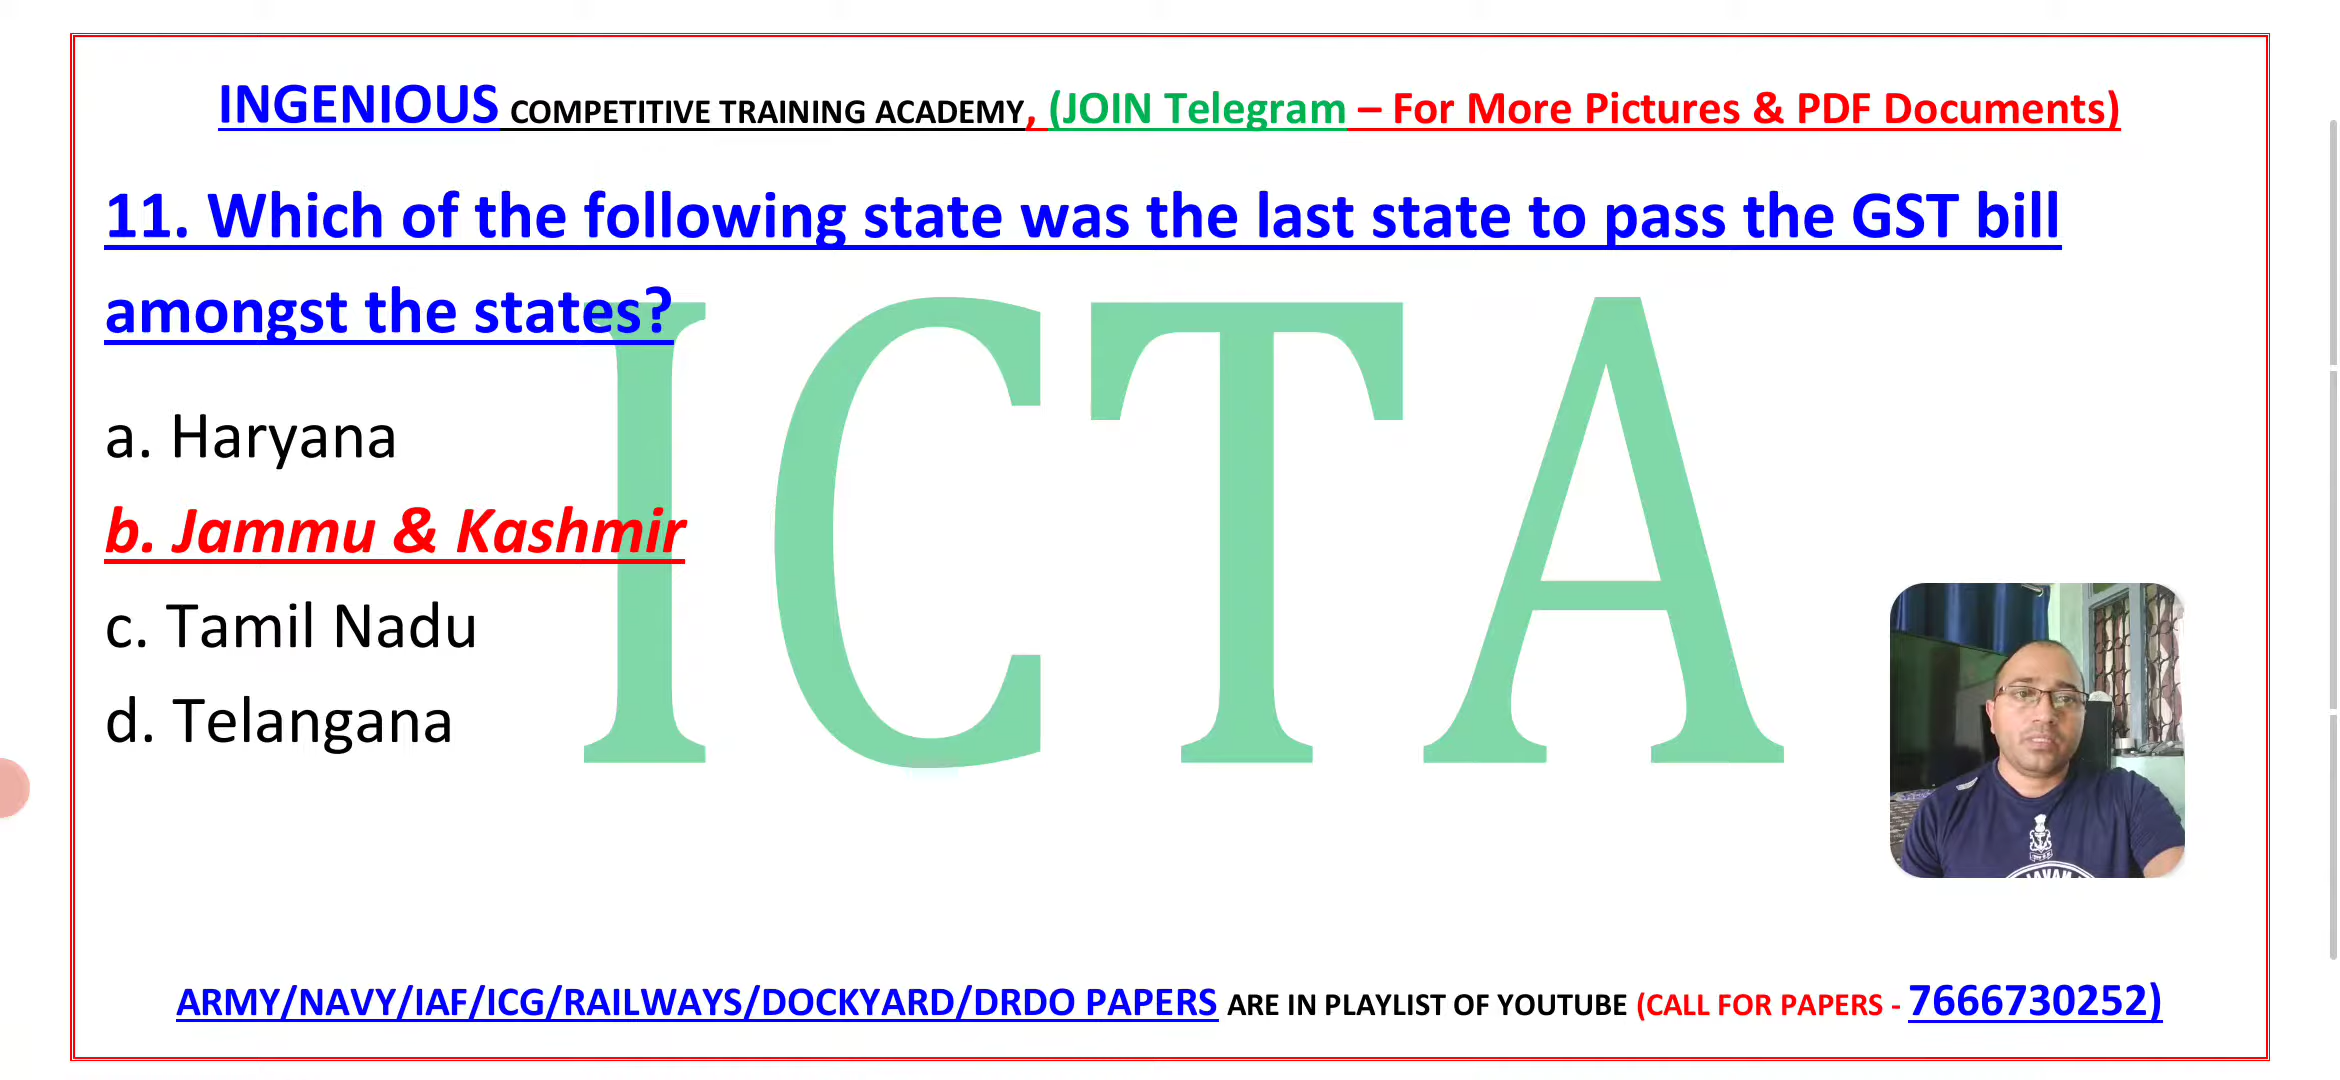 INGENIOUS COMPETITIVE TRAINING ACADEMY, (JOIN Telegram – For More Pictures & PDF Documents)
11. Which of the following state was the last state to pass the GST bill
amongst the states?
a. Haryana
b. Jammu & Kashmir
c. Tamil Nadu
d. Telangana
ICTA
ARMY/NAVY/IAF/ICG/RAILWAYS/DOCKYARD/DRDO PAPERS ARE IN PLAYLIST OF YOUTUBE (CALL FOR PAPERS - 7666730252)